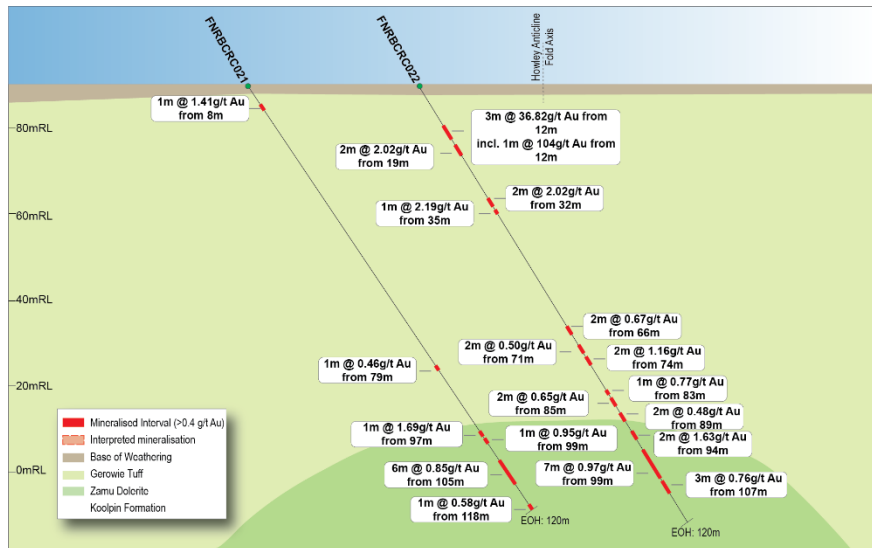 FNRBCRC021
FNRBCRC022
Howley Anticline
Fold Axis
1m @ 1.41g/t Au
from 8m
80mRL
3m @ 36.82g/t Au from
12m
incl. 1m @ 104g/t Au from
12m
2m @ 2.02g/t Au
from 19m
2m @ 2.02g/t Au
from 32m
1m @ 2.19g/t Au
from 35m
60mRL
40mRL
2m @ 0.67g/t Au
from 66m
2m @ 0.50g/t Au
from 71m
2m @ 1.16g/t Au
from 74m
1m @ 0.46g/t Au
from 79m
20mRL
1m @ 0.77g/t Au
from 83m
2m @ 0.65g/t Au
from 85m
2m @ 0.48g/t Au
from 89m
1m @ 1.69g/t Au
from 97m
1m @ 0.95g/t Au
from 99m
2m @ 1.63g/t Au
from 94m
0mRL
6m @ 0.85g/t Au
from 105m
7m @ 0.97g/t Au
from 99m
3m @ 0.76g/t Au
from 107m
1m @ 0.58g/t Au
from 118m
EOH: 120m
EOH: 120m
Mineralised Interval (>0.4 g/t Au)
Interpreted mineralisation
Base of Weathering
Gerowie Tuff
Zamu Dolerite
Koolpin Formation